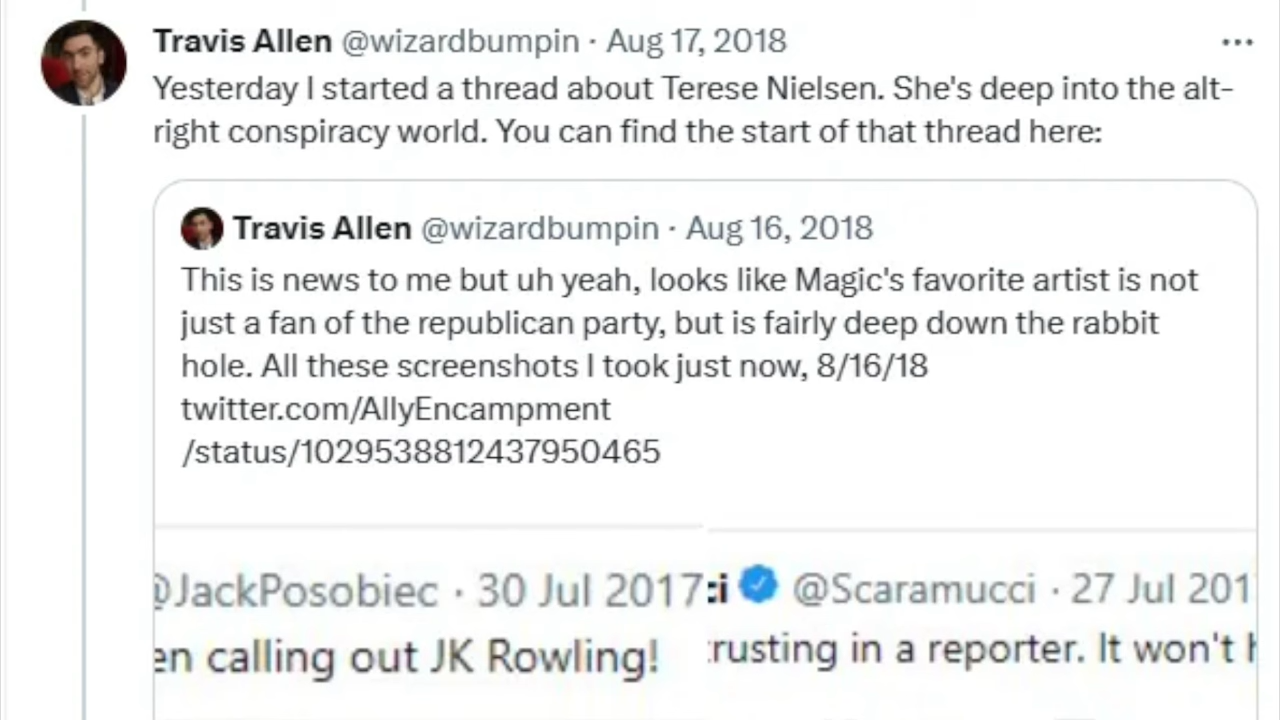 Travis Allen @wizardbumpin · Aug 17, 2018
Yesterday I started a thread about Terese Nielsen. She's deep into the alt-
right conspiracy world. You can find the start of that thread here:
Travis Allen @wizardbumpin · Aug 16, 2018
This is news to me but uh yeah, looks like Magic's favorite artist is not
just a fan of the republican party, but is fairly deep down the rabbit
hole. All these screenshots I took just now, 8/16/18
twitter.com/AllyEncampment
/status/1029538812437950465
@JackPosobiec · 30 Jul 2017
en calling out JK Rowling!
ci @Scaramucci · 27 Jul 201
trusting in a reporter. It won't